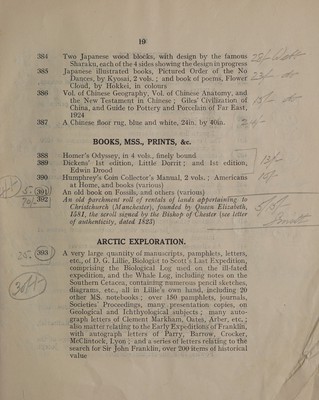 19
384 Two Japanese wood blocks, with design by the famous
Sharaku, each of the 4 sides showing the design in progress
385 Japanese illustrated books, Pictured Order of the No
Dances, by Kyosai, 2 vols.; and book of poems, Flower
Cloud, by Hokkei, in colours
386 Vol. of Chinese Geography, Vol. of Chinese Anatomy, and
the New Testament in Chinese; Giles' Civilization of
China, and Guide to Pottery and Porcelain of Far East,
1924
387 A Chinese floor rug, blue and white, 24in. by 40in.
BOOKS, MSS., PRINTS, &c.
388 Homer's Odyssey, in 4 vols., finely bound
389 Dickens' 1st edition, Little Dorrit; and 1st edition,
Edwin Drood
390 Humphrey's Coin Collector's Manual, 2 vols.; Americans
at Home, and books (various)
391 An old book on Fossils, and others (various)
392 An old parchment roll of rentals of lands appertaining to
Christchurch (Manchester), founded by Queen Elizabeth,
1581, the scroll signed by the Bishop of Chester (see letter
of authenticity, dated 1823)
ARCTIC EXPLORATION.
393 A very large quantity of manuscripts, pamphlets, letters,
etc., of D. G. Lillie, Biologist to Scott's Last Expedition,
comprising the Biological Log used on the ill-fated
expedition, and the Whale Log, including notes on the
Southern Cetacea, containing numerous pencil sketches,
diagrams, etc., all in Lillie's own hand, including 20
other MS. notebooks; over 150 pamphlets, journals,
Societies' Proceedings, many presentation copies, on
Geological and Ichthyological subjects; many auto-
graph letters of Clement Markham, Oates, Arber, etc.;
also matter relating to the Early Expeditions of Franklin,
with autograph letters of Parry, Barrow, Crocker,
McClintock, Lyon; and a series of letters relating to the
search for Sir John Franklin, over 200 items of historical
value